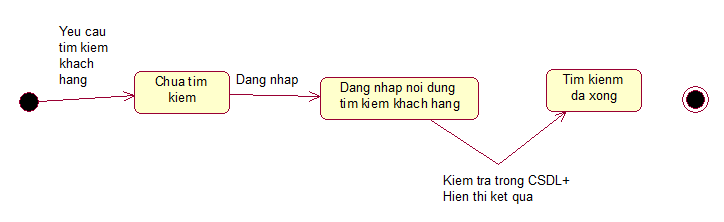 Yeu cau
tim kiem
khach
hang
Chua tim
kiem
Dang nhap
Dang nhap noi dung
tim kiem khach hang
Tim kienm
da xong
Kiem tra trong CSDL+
Hien thi ket qua